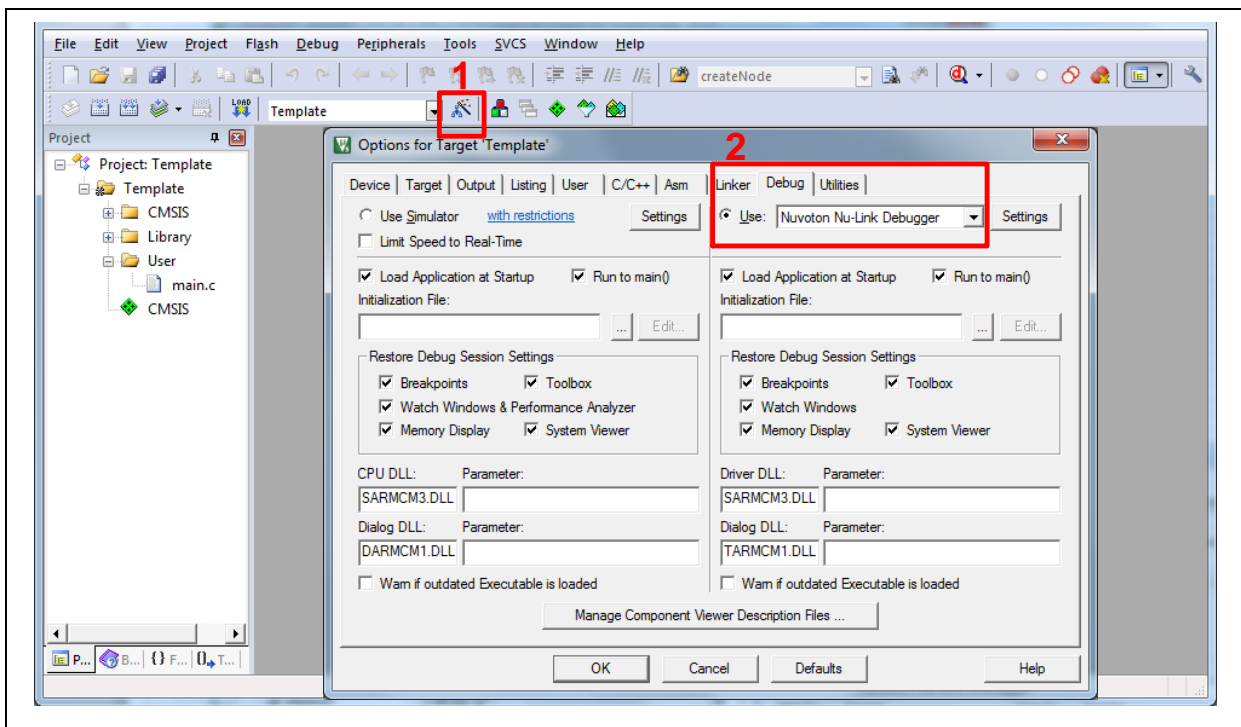 File Edit View Project Flash Debug Peripherals Tools SVCS Window Help
createNode
1
LOAD
Template
Project
Project: Template
Template
CMSIS
Library
User
main.c
CMSIS
P... B... {} F... 0 T...
Options for Target 'Template'
2
Device Target Output Listing User C/C++ Asm Linker Debug Utilities
Use Simulator with restrictions Settings
Use: Nuvoton Nu-Link Debugger Settings
Limit Speed to Real-Time
Load Application at Startup Run to main()
Initialization File:
... Edit...
Restore Debug Session Settings
Breakpoints Toolbox
Watch Windows & Performance Analyzer
Memory Display System Viewer
CPU DLL: Parameter:
SARMCM3.DLL
Dialog DLL: Parameter:
DARMCM1.DLL
Warn if outdated Executable is loaded
Load Application at Startup Run to main()
Initialization File:
... Edit...
Restore Debug Session Settings
Breakpoints Toolbox
Watch Windows
Memory Display System Viewer
Driver DLL: Parameter:
SARMCM3.DLL
Dialog DLL: Parameter:
TARMCM1.DLL
Warn if outdated Executable is loaded
Manage Component Viewer Description Files ...
OK Cancel Defaults Help